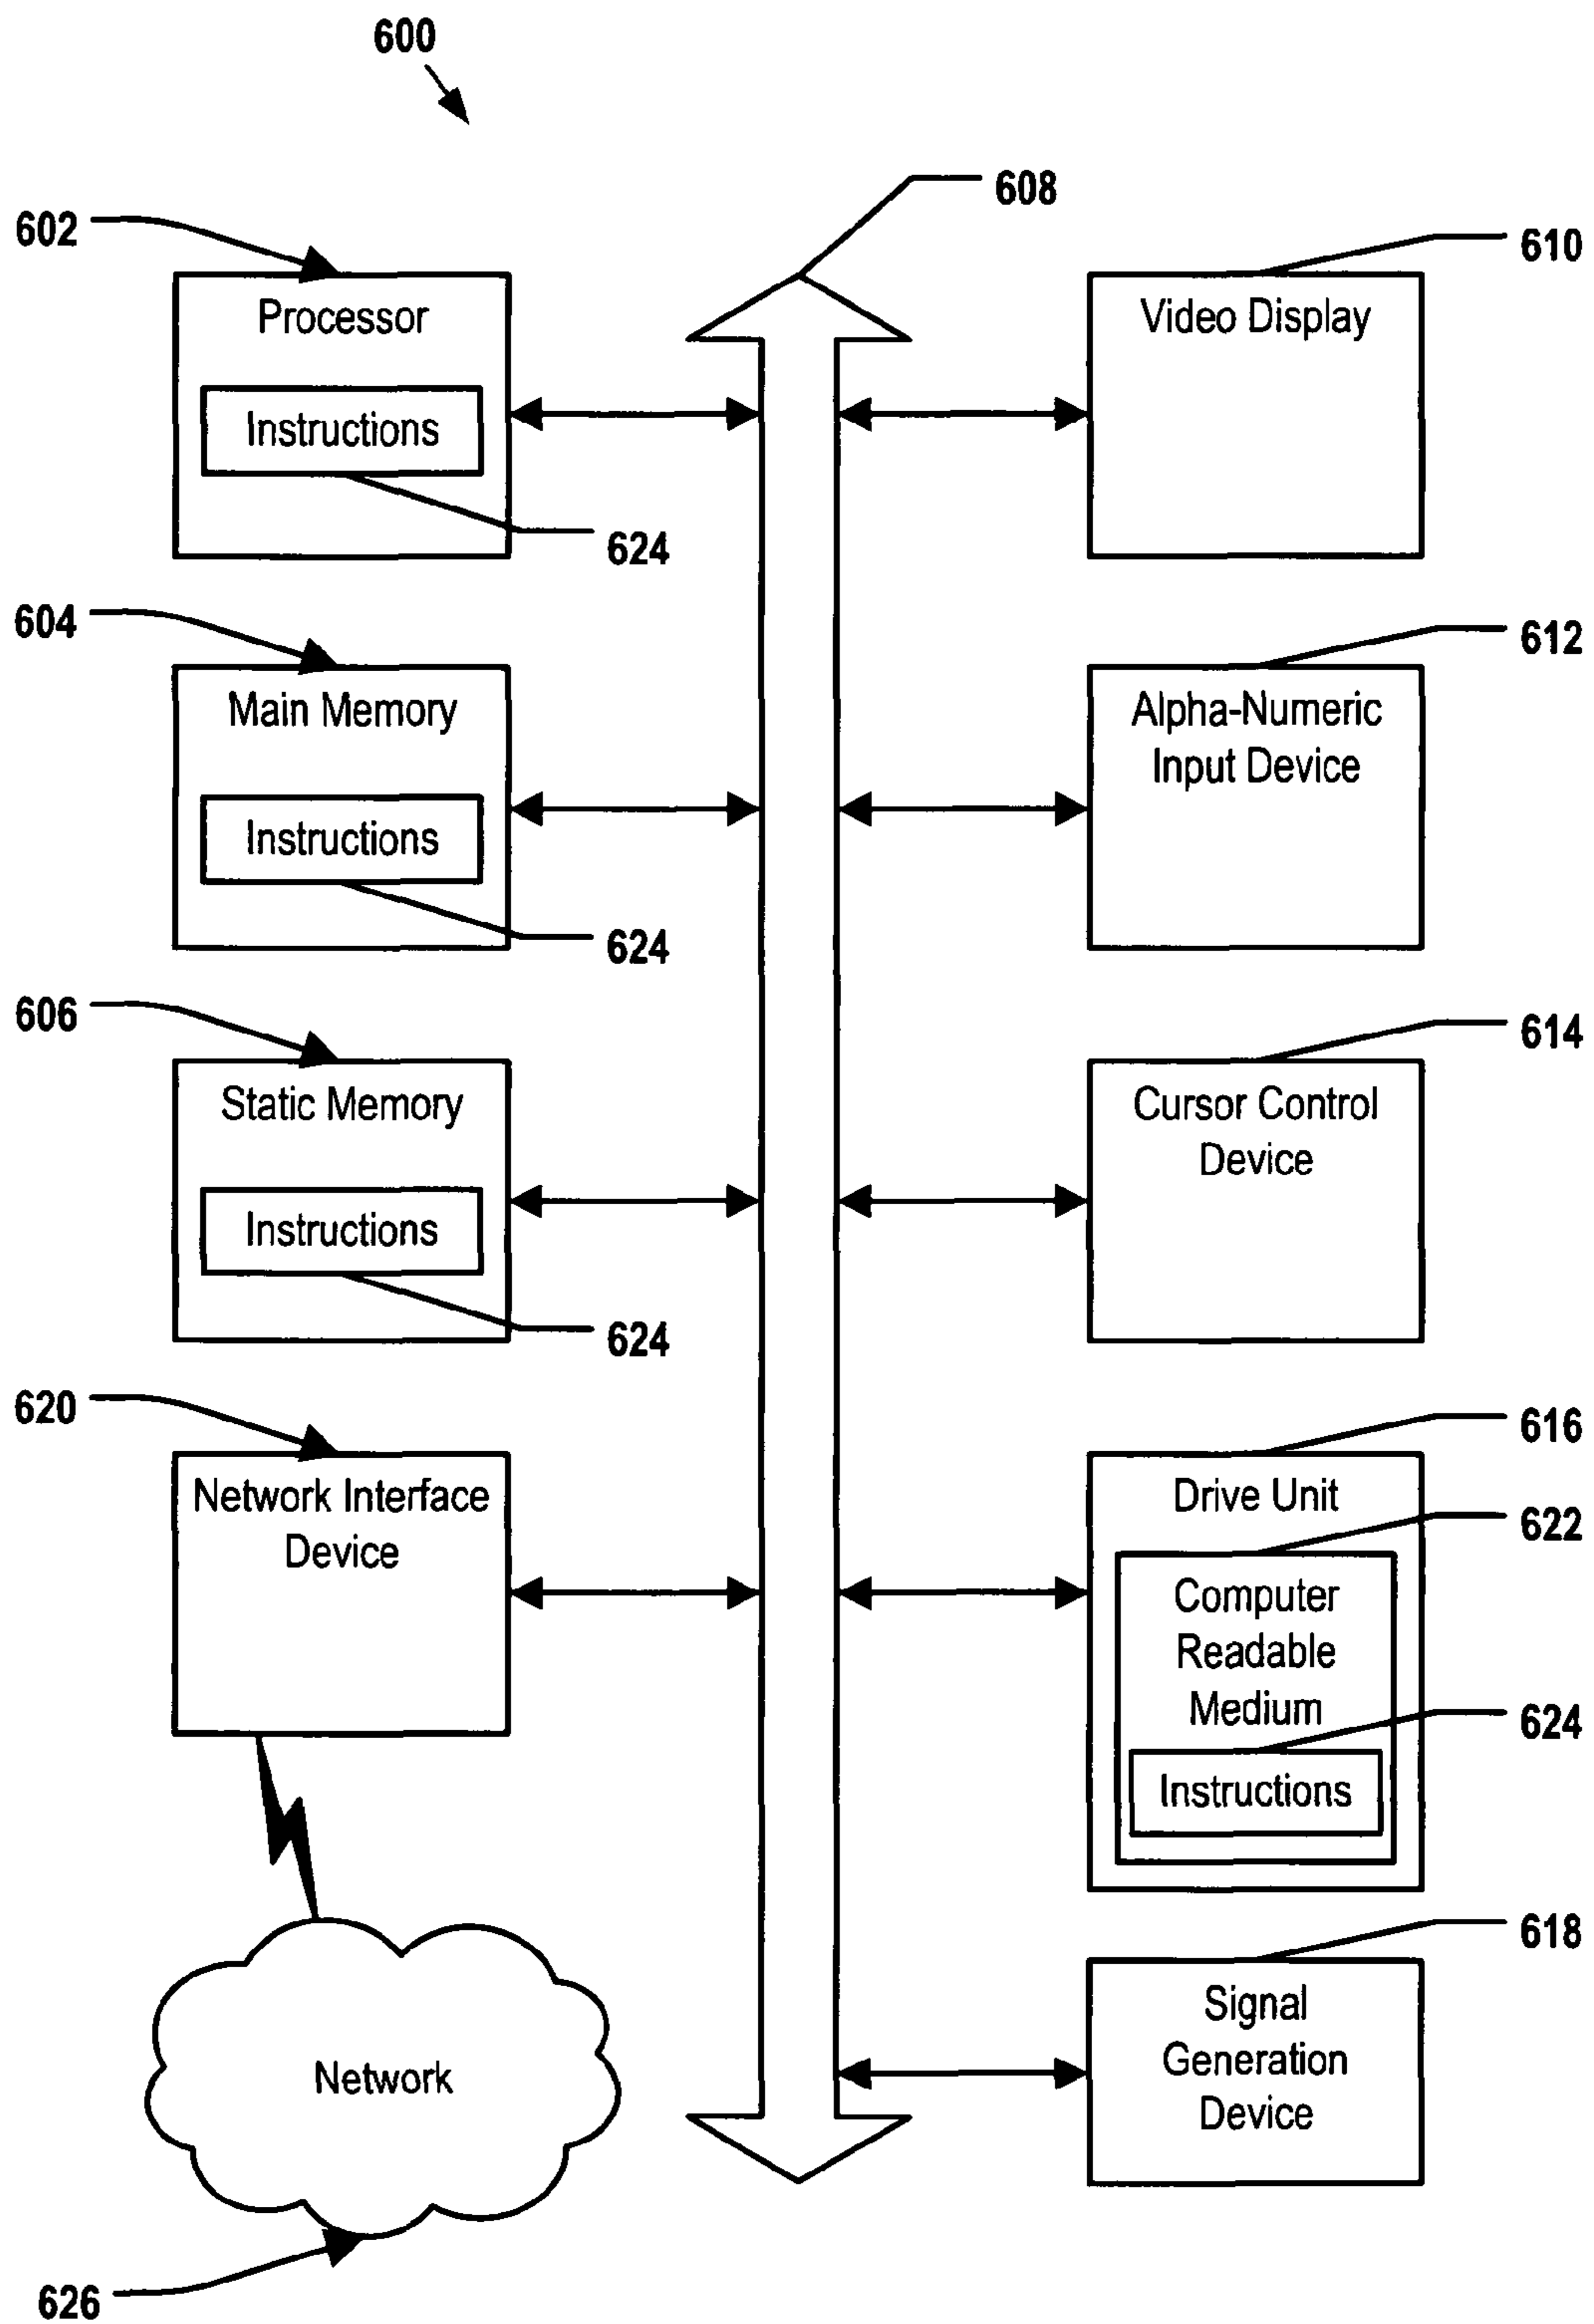 600
608
602
610
Processor
Video Display
Instructions
624
604
612
Main Memory
Alpha-Numeric
Input Device
Instructions
624
606
614
Static Memory
Cursor Control
Device
Instructions
624
620
616
Network Interface
Device
Drive Unit
622
Computer
Readable
Medium
624
Instructions
618
Signal
Generation
Device
Network
626